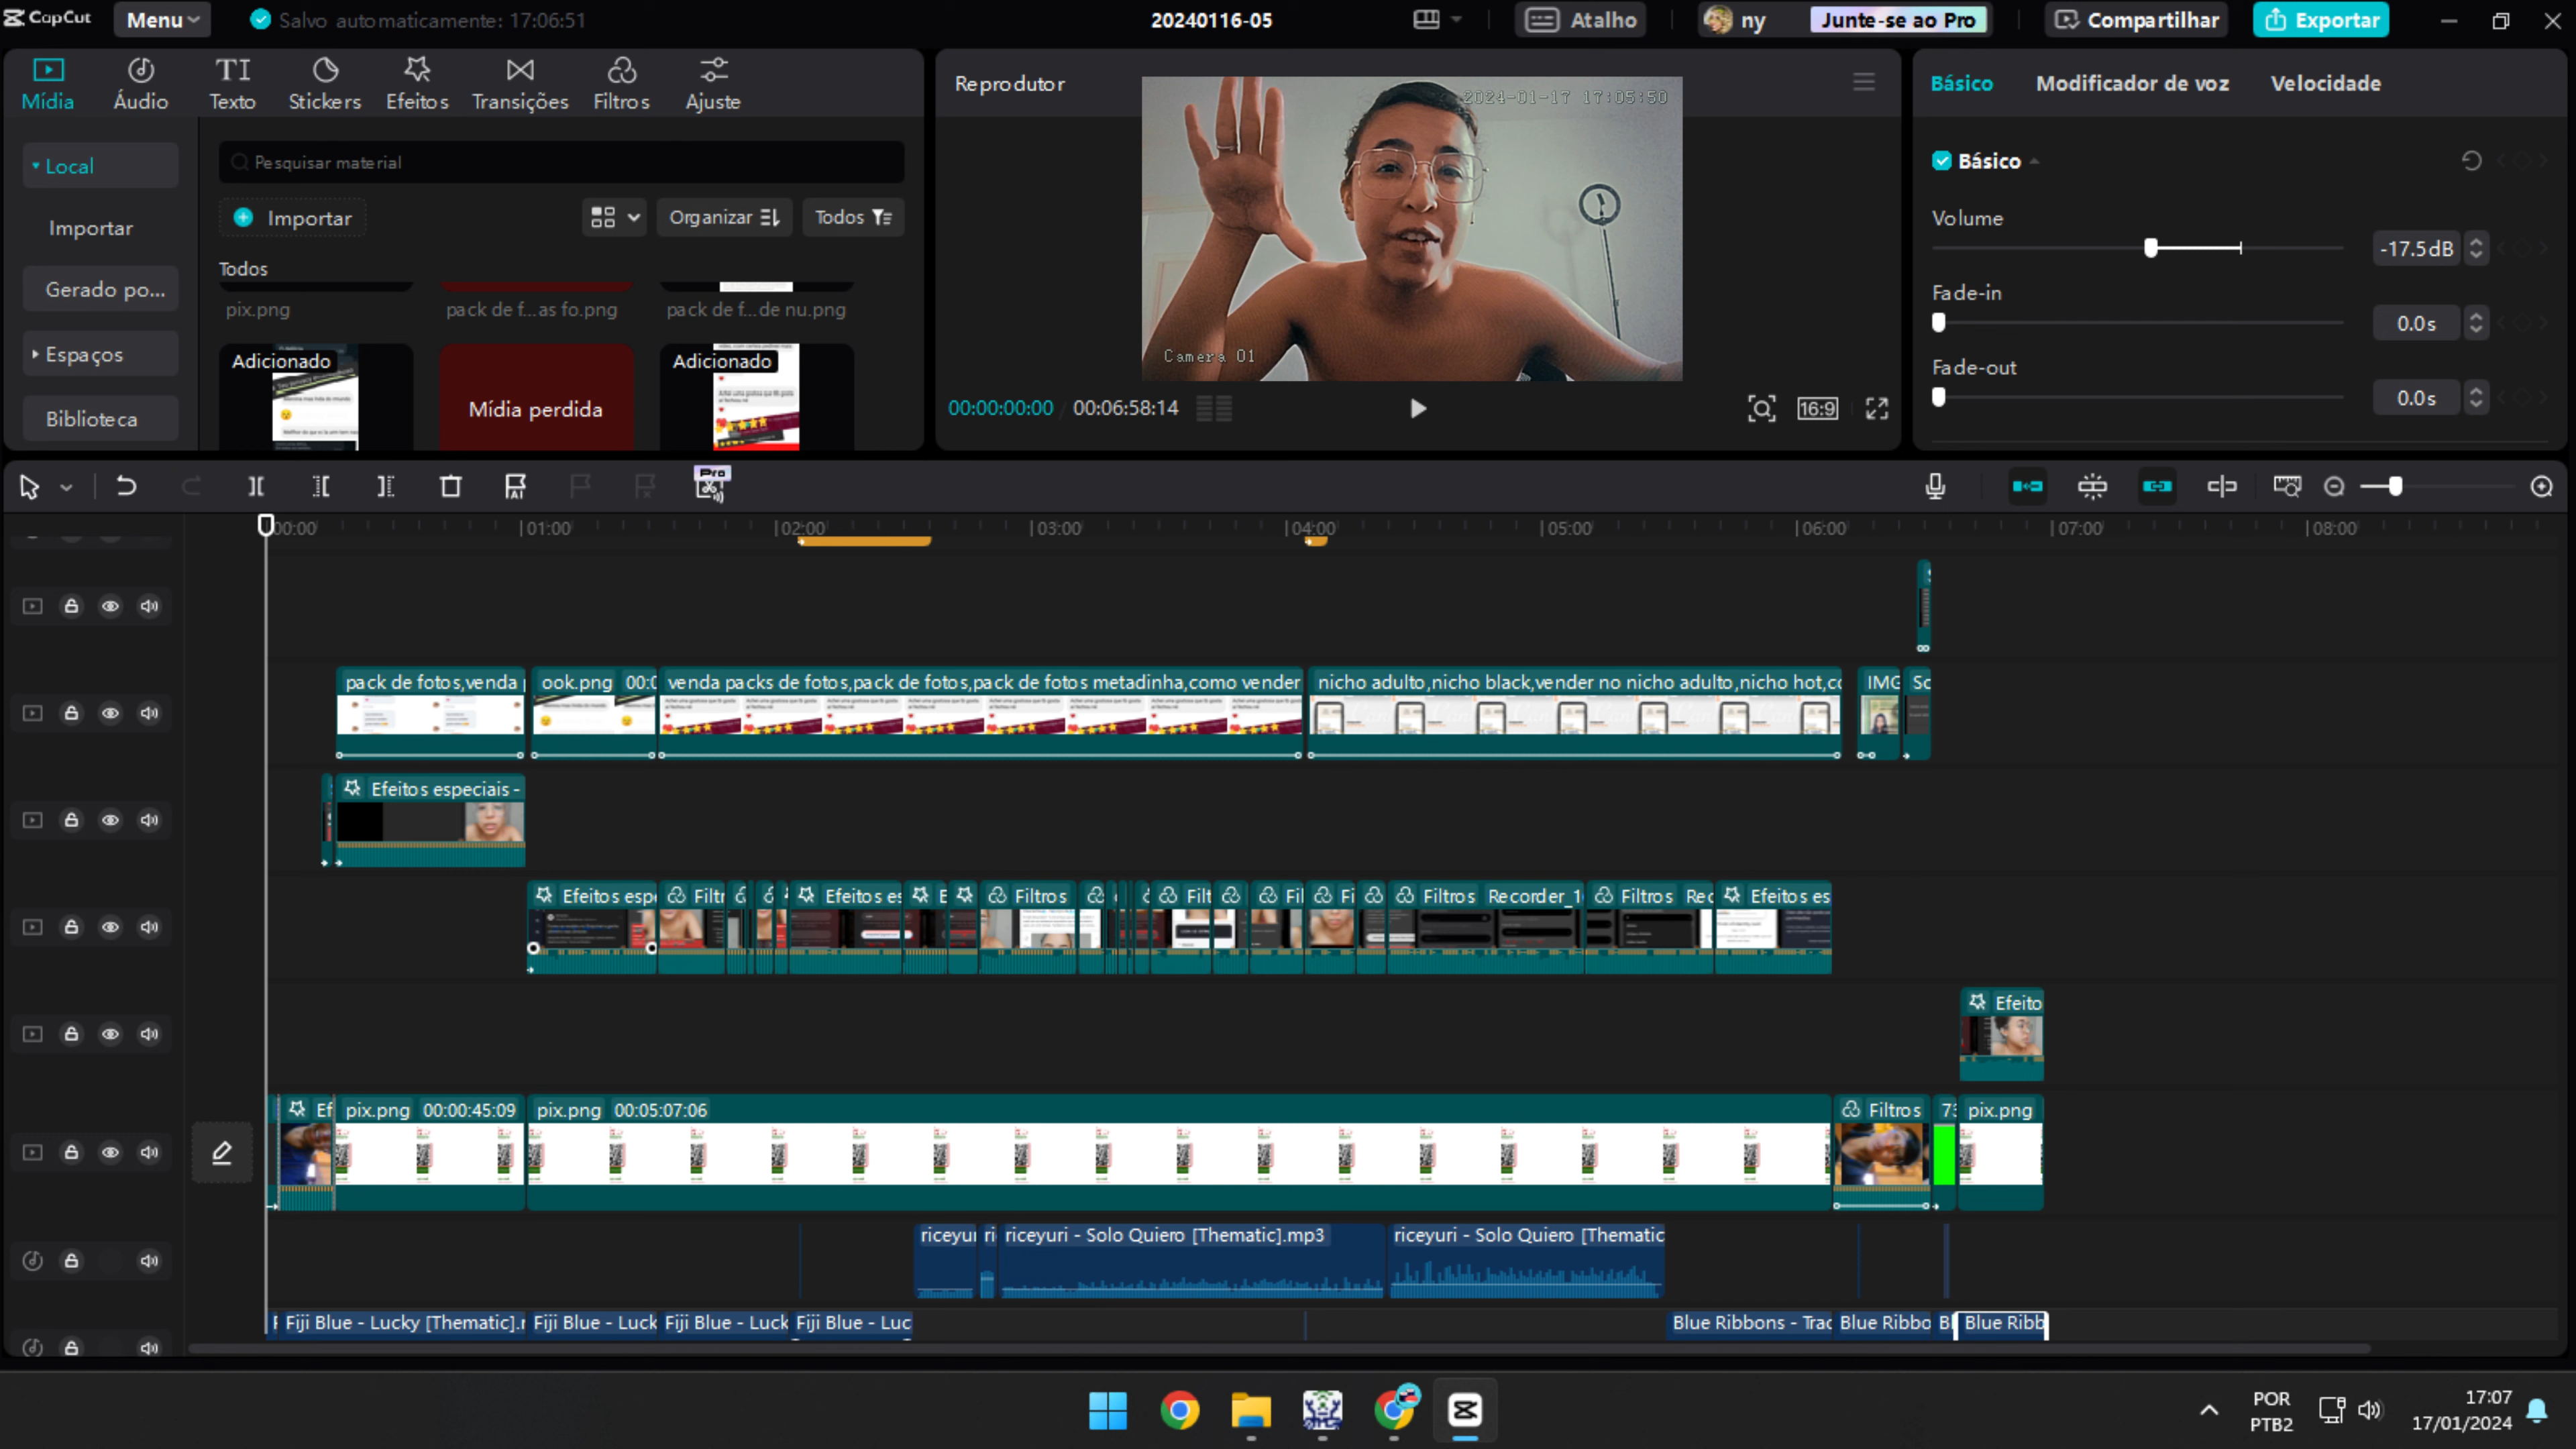 CapCut
Menu
Salvo automaticamente: 17:06:51
20240116-05
Atalho
ny
Junte-se ao Pro
Compartilhar
Exportar
Mídia
Áudio
Texto
Stickers
Efeitos
Transições
Filtros
Ajuste
Local
Importar
Gerado po...
Espaços
Biblioteca
Pesquisar material
Importar
Organizar
Todos
Todos
pix.png
pack de f...as fo.png
pack de f...de nu.png
Adicionado
Mídia perdida
Adicionado
Reprodutor
2024-01-17 17:05:50
Camera 01
00:00:00:00
00:06:58:14
16:9
Básico
Modificador de voz
Velocidade
Básico
Volume
-17.5dB
Fade-in
0.0s
Fade-out
0.0s
Pro
00:00
01:00
02:00
03:00
04:00
05:00
06:00
07:00
08:00
pack de fotos,venda
ook.png 00:0
venda packs de fotos,pack de fotos,pack de fotos metadinha,como vender
nicho adulto,nicho black,vender no nicho adulto,nicho hot,co
IMG
Sc
Efeitos especiais -
Efeitos espe
Filtr
Efeitos es
E
Filtros
Filt
Fil
Fi
Filtros Recorder_1
Filtros Rec
Efeitos es
Efeito
Ef
pix.png 00:00:45:09
pix.png 00:05:07:06
Filtros
73
pix.png
riceyur
ri
riceyuri - Solo Quiero [Thematic].mp3
riceyuri - Solo Quiero [Thematic
F
Fiji Blue - Lucky [Thematic].r
Fiji Blue - Luck
Fiji Blue - Luck
Fiji Blue - Luc
Blue Ribbons - Trac
Blue Ribbo
Bl
Blue Ribb
POR
PTB2
17:07
17/01/2024